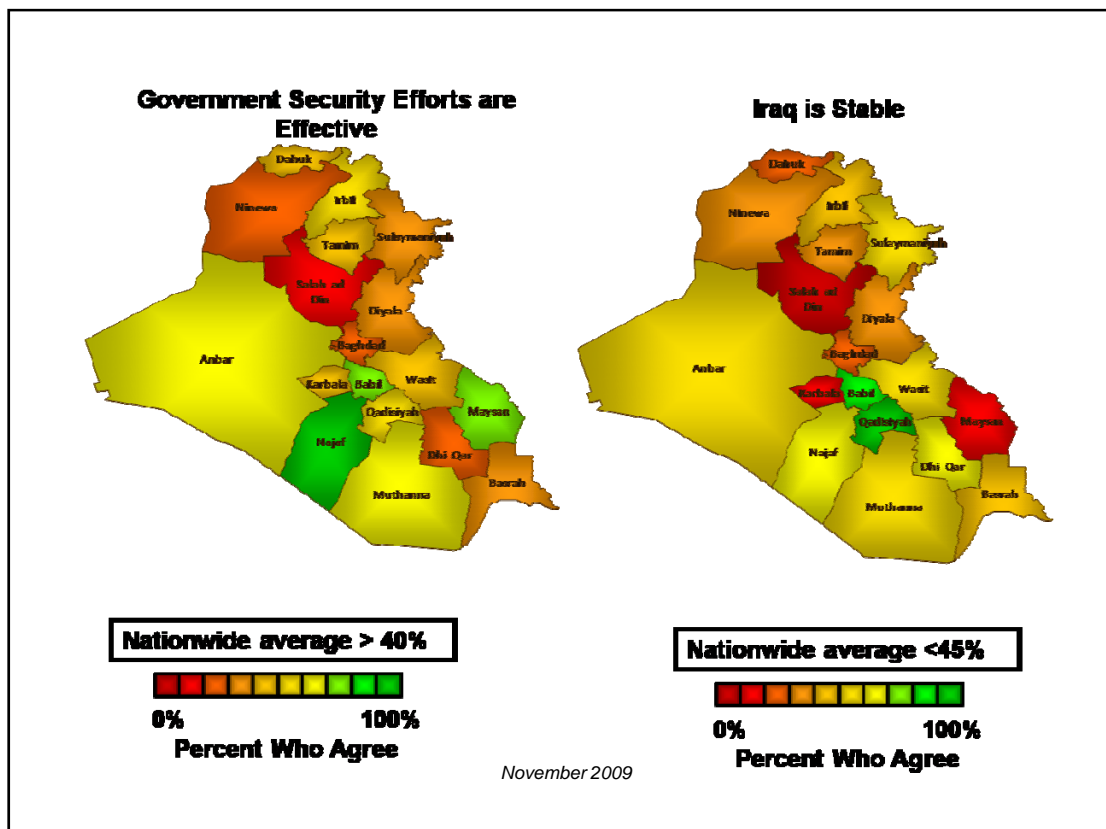 Government Security Efforts are
Effective
Dahuk
Ninewa
Irbil
Tamim
Sulaymaniyah
Salah ad
Din
Diyala
Baghdad
Anbar
Karbala
Babil
Wasit
Qadisiyah
Maysan
Najaf
Dhi Qar
Muthanna
Basrah
Nationwide average > 40%
0%
100%
Percent Who Agree
Iraq is Stable
Dahuk
Ninewa
Irbil
Tamim
Sulaymaniyah
Salah ad
Din
Diyala
Baghdad
Anbar
Karbala
Babil
Wasit
Qadisiyah
Maysan
Najaf
Dhi Qar
Muthanna
Basrah
Nationwide average <45%
0%
100%
Percent Who Agree
November 2009